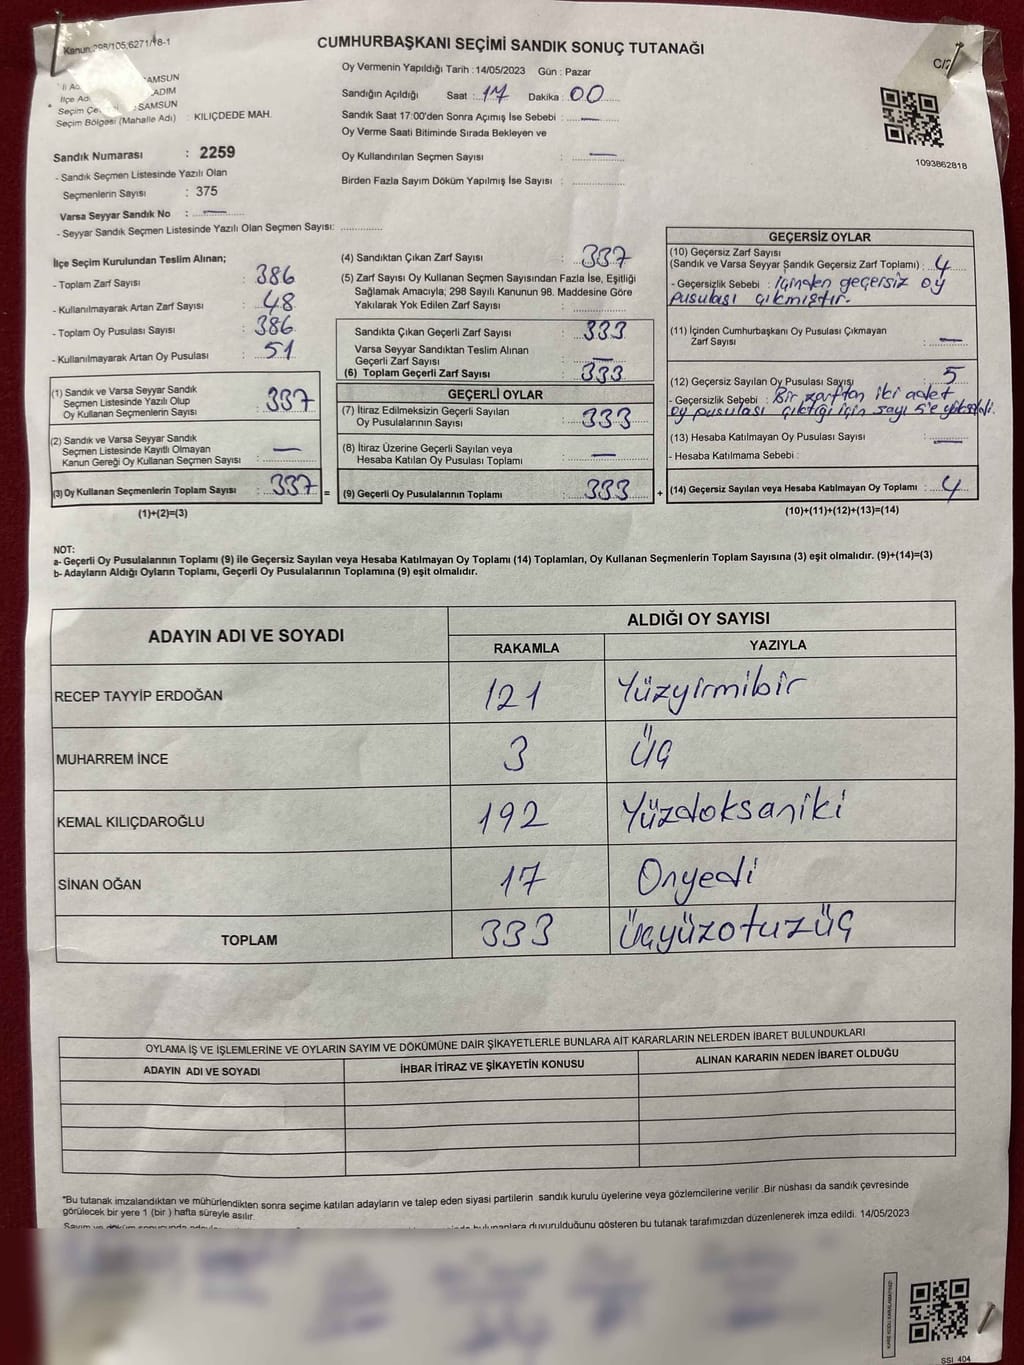 Kanun:298/105,6271/18-1
CUMHURBAŞKANI SEÇİMİ SANDIK SONUÇ TUTANAĞI
C/2
İl Ad : SAMSUN
İlçe Ad ADIM
Seçim Çe : SAMSUN
Seçim Bölgesi (Mahalle Adı) : KILIÇDEDE MAH.
Sandık Numarası : 2259
- Sandık Seçmen Listesinde Yazılı Olan
Seçmenlerin Sayısı : 375
Varsa Seyyar Sandık No : —
- Seyyar Sandık Seçmen Listesinde Yazılı Olan Seçmen Sayısı: ..............
Oy Vermenin Yapıldığı Tarih : 14/05/2023 Gün : Pazar
Sandığın Açıldığı Saat : 17 Dakika : 00
Sandık Saat 17:00'den Sonra Açımış İse Sebebi : —
Oy Verme Saati Bitiminde Sırada Bekleyen ve
Oy Kullandırılan Seçmen Sayısı : —
Birden Fazla Sayım Döküm Yapılmış İse Sayısı : ..............
1093862818
İlçe Seçim Kurulundan Teslim Alınan;
- Toplam Zarf Sayısı : 386
- Kullanılmayarak Artan Zarf Sayısı : 48
- Toplam Oy Pusulası Sayısı : 386
- Kullanılmayarak Artan Oy Pusulası : 51
(1) Sandık ve Varsa Seyyar Sandık
Seçmen Listesinde Yazılı Olup
Oy Kullanan Seçmenlerin Sayısı : 337
(2) Sandık ve Varsa Seyyar Sandık
Seçmen Listesinde Kayıtlı Olmayan
Kanun Gereği Oy Kullanan Seçmen Sayısı : —
(3) Oy Kullanan Seçmenlerin Toplam Sayısı : 337 =
(1)+(2)=(3)
(4) Sandıktan Çıkan Zarf Sayısı : 337
(5) Zarf Sayısı Oy Kullanan Seçmen Sayısından Fazla İse, Eşitliği
Sağlamak Amacıyla; 298 Sayılı Kanunun 98. Maddesine Göre
Yakılarak Yok Edilen Zarf Sayısı : ..............
Sandıkta Çıkan Geçerli Zarf Sayısı : 333
Varsa Seyyar Sandıktan Teslim Alınan
Geçerli Zarf Sayısı : —
(6) Toplam Geçerli Zarf Sayısı : 333
GEÇERLİ OYLAR
(7) İtiraz Edilmeksizin Geçerli Sayılan
Oy Pusulalarının Sayısı : 333
(8) İtiraz Üzerine Geçerli Sayılan veya
Hesaba Katılan Oy Pusulası Toplamı : —
(9) Geçerli Oy Pusulalarının Toplamı : 333 +
GEÇERSİZ OYLAR
(10) Geçersiz Zarf Sayısı
(Sandık ve Varsa Seyyar Sandık Geçersiz Zarf Toplamı) : 4
- Geçersizlik Sebebi : İçinden geçersiz oy
pusulası çıkmıştır.
(11) İçinden Cumhurbaşkanı Oy Pusulası Çıkmayan
Zarf Sayısı : —
(12) Geçersiz Sayılan Oy Pusulası Sayısı : 5
- Geçersizlik Sebebi : Bir zarftan iki adet
oy pusulası çıktığı için sayı 5'e yükseldi.
(13) Hesaba Katılmayan Oy Pusulası Sayısı : —
- Hesaba Katılmama Sebebi :
(14) Geçersiz Sayılan veya Hesaba Katılmayan Oy Toplamı : 4
(10)+(11)+(12)+(13)=(14)
NOT:
a- Geçerli Oy Pusulalarının Toplamı (9) ile Geçersiz Sayılan veya Hesaba Katılmayan Oy Toplamı (14) Toplamları, Oy Kullanan Seçmenlerin Toplam Sayısına (3) eşit olmalıdır. (9)+(14)=(3)
b- Adayların Aldığı Oyların Toplamı, Geçerli Oy Pusulalarının Toplamına (9) eşit olmalıdır.
ADAYIN ADI VE SOYADI ALDIĞI OY SAYISI
RAKAMLA YAZIYLA
RECEP TAYYİP ERDOĞAN 121 Yüzyirmibir
MUHARREM İNCE 3 Üç
KEMAL KILIÇDAROĞLU 192 Yüzdoksaniki
SİNAN OĞAN 17 Onyedi
TOPLAM 333 Üçyüzotuzüç
OYLAMA İŞ VE İŞLEMLERİNE VE OYLARIN SAYIM VE DÖKÜMÜNE DAİR ŞİKAYETLERLE BUNLARA AİT KARARLARIN NELERDEN İBARET BULUNDUKLARI
ADAYIN ADI VE SOYADI İHBAR İTİRAZ VE ŞİKAYETİN KONUSU ALINAN KARARIN NEDEN İBARET OLDUĞU
"Bu tutanak imzalandıktan ve mühürlendikten sonra seçime katılan adayların ve talep eden siyasi partilerin sandık kurulu üyelerine veya gözlemcilerine verilir .Bir nüshası da sandık çevresinde
görülecek bir yere 1 (bir ) hafta süreyle asılır.
Sayım ve döküm sonucunda bulunanlara duyurulduğunu gösteren bu tutanak tarafımızdan düzenlenerek imza edildi. 14/05/2023
SSI_404